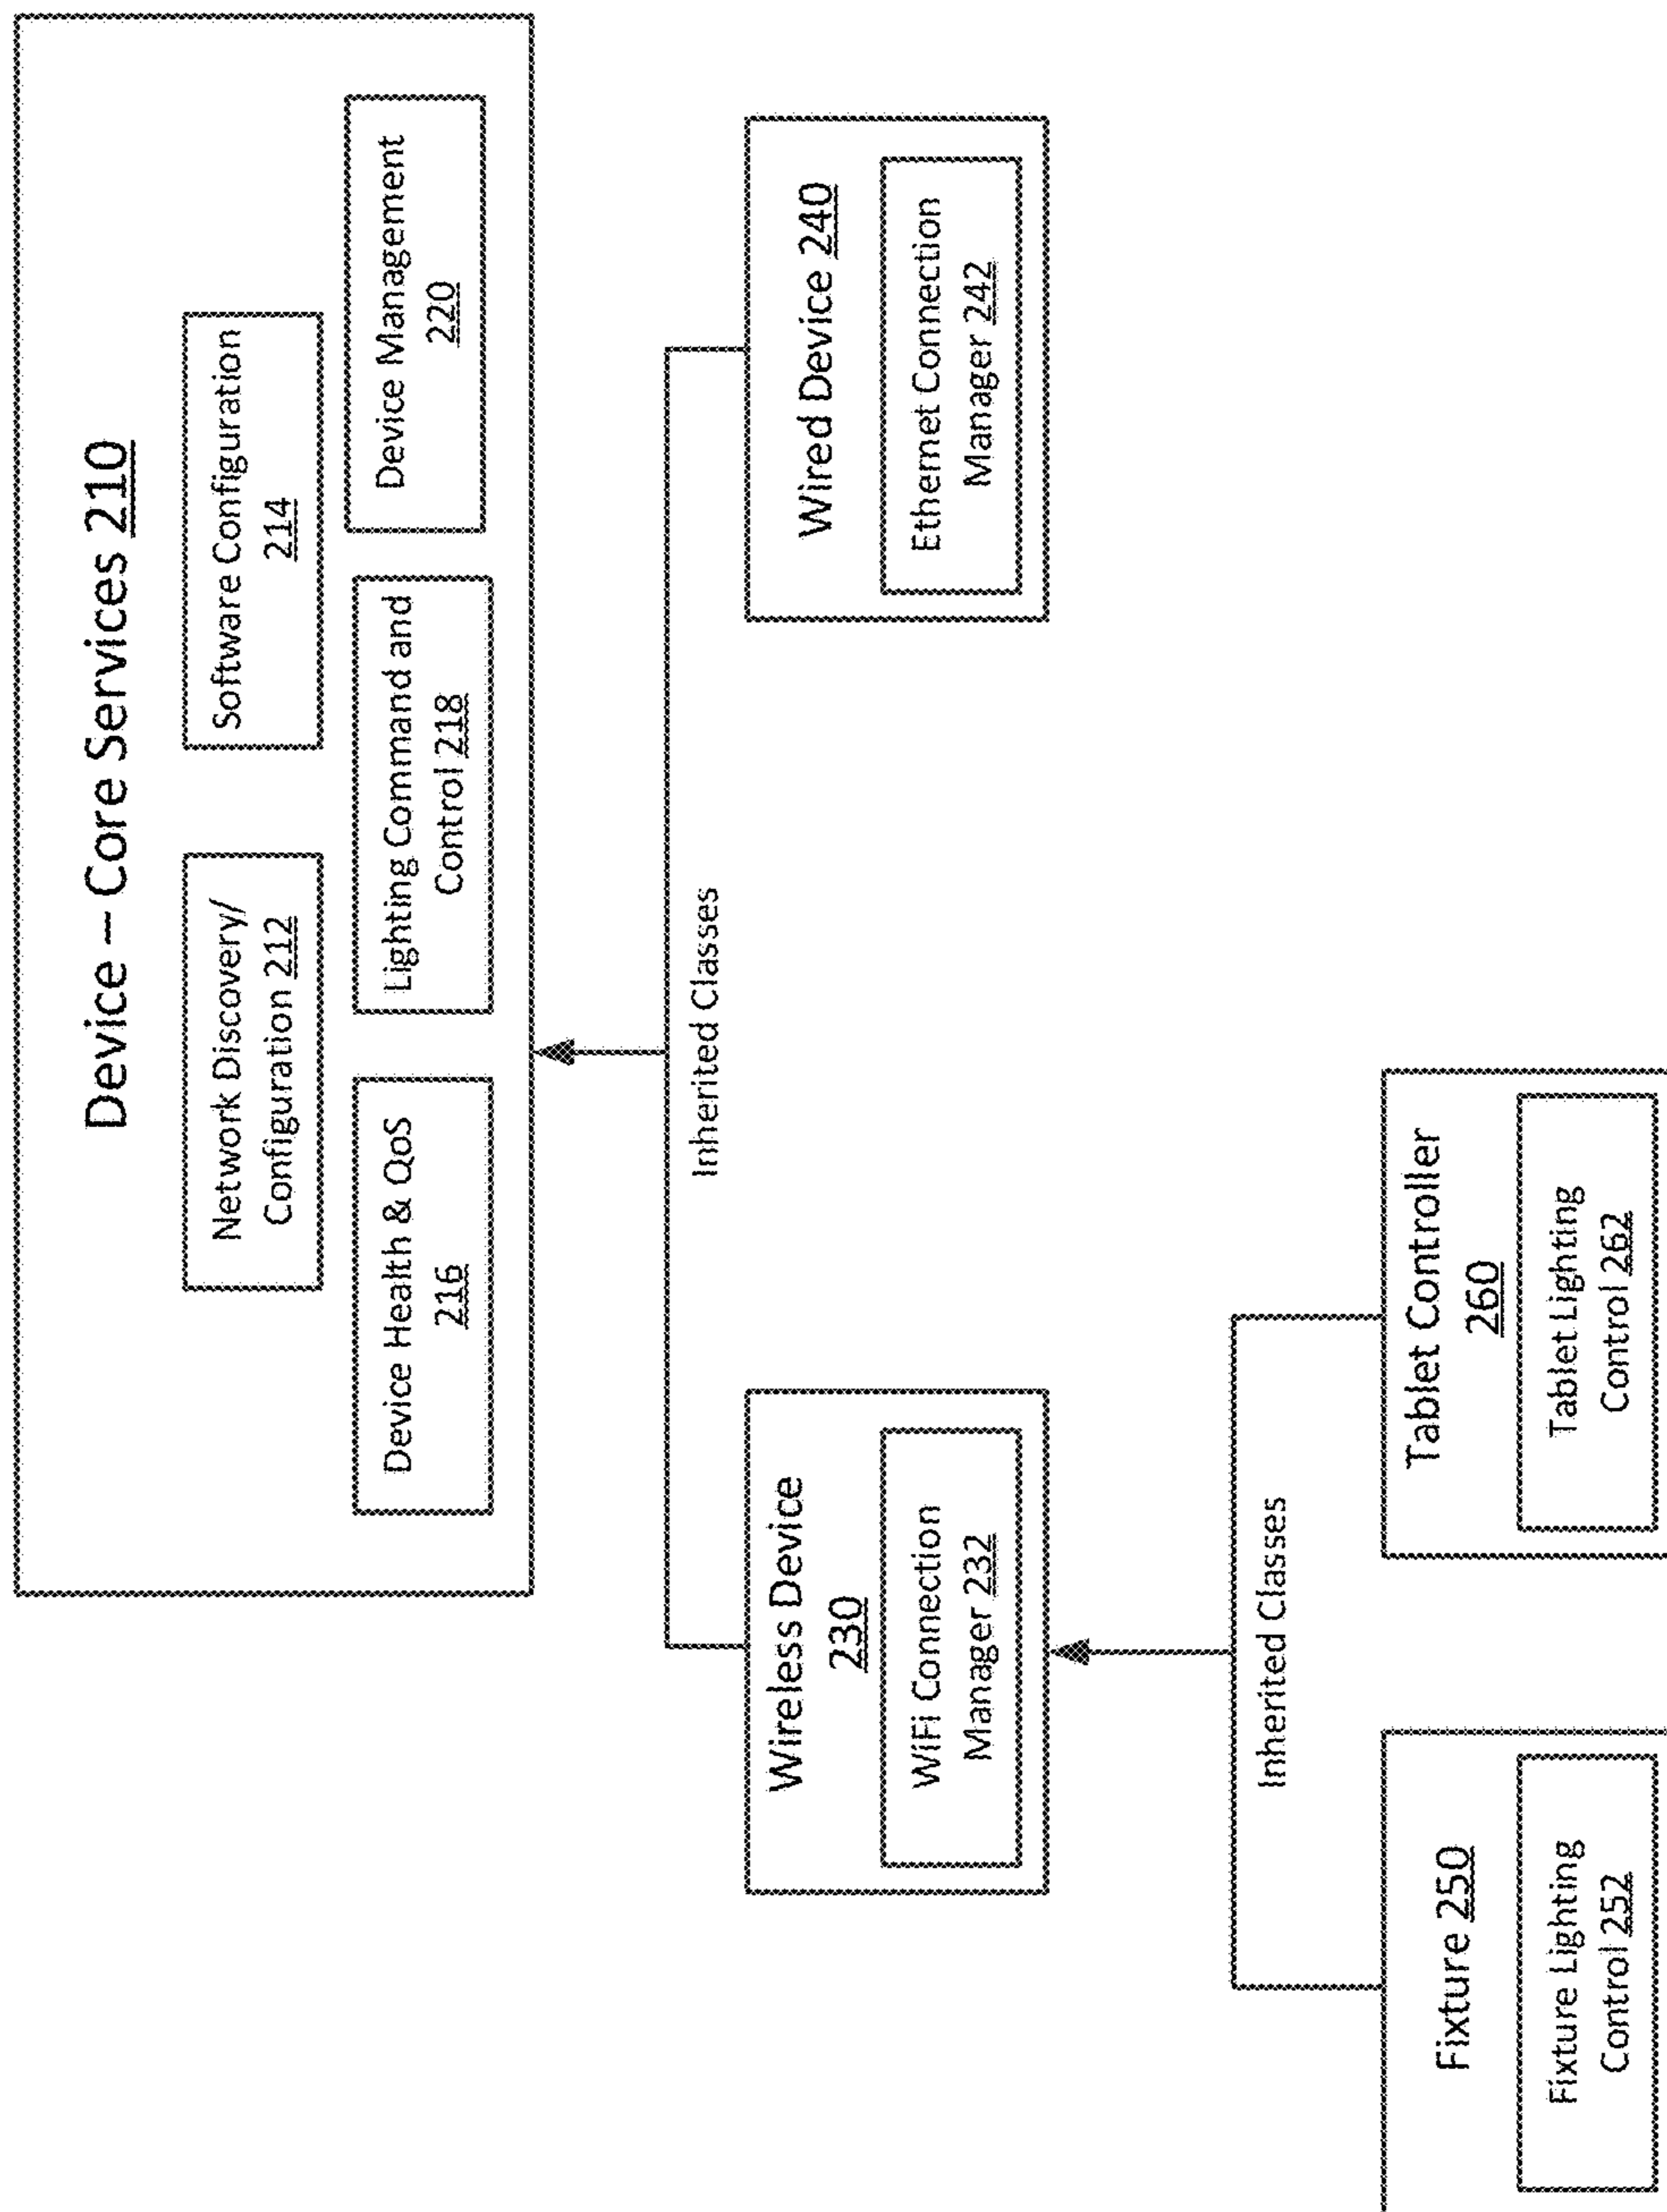 Device – Core Services 210
Network Discovery/
Configuration 212
Software Configuration
214
Device Health & QoS
216
Lighting Command and
Control 218
Device Management
220
Inherited Classes
Wireless Device
230
WiFi Connection
Manager 232
Wired Device 240
Ethernet Connection
Manager 242
Inherited Classes
Fixture 250
Fixture Lighting
Control 252
Tablet Controller
260
Tablet Lighting
Control 262